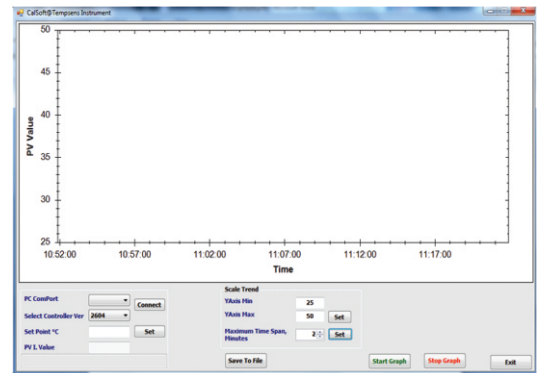 CalSoft@Tempsens Instrument
50
45
40
35
30
25
PV Value
10:52:00 10:57:00 11:02:00 11:07:00 11:12:00 11:17:00
Time
PC ComPort
Connect
Select Controller Ver 2604
Set Point °C Set
PV I. Value
Scale Trend
YAxis Min 25
YAxis Max 50 Set
Maximum Time Span,
Minutes 2 Set
Save To File
Start Graph Stop Graph Exit